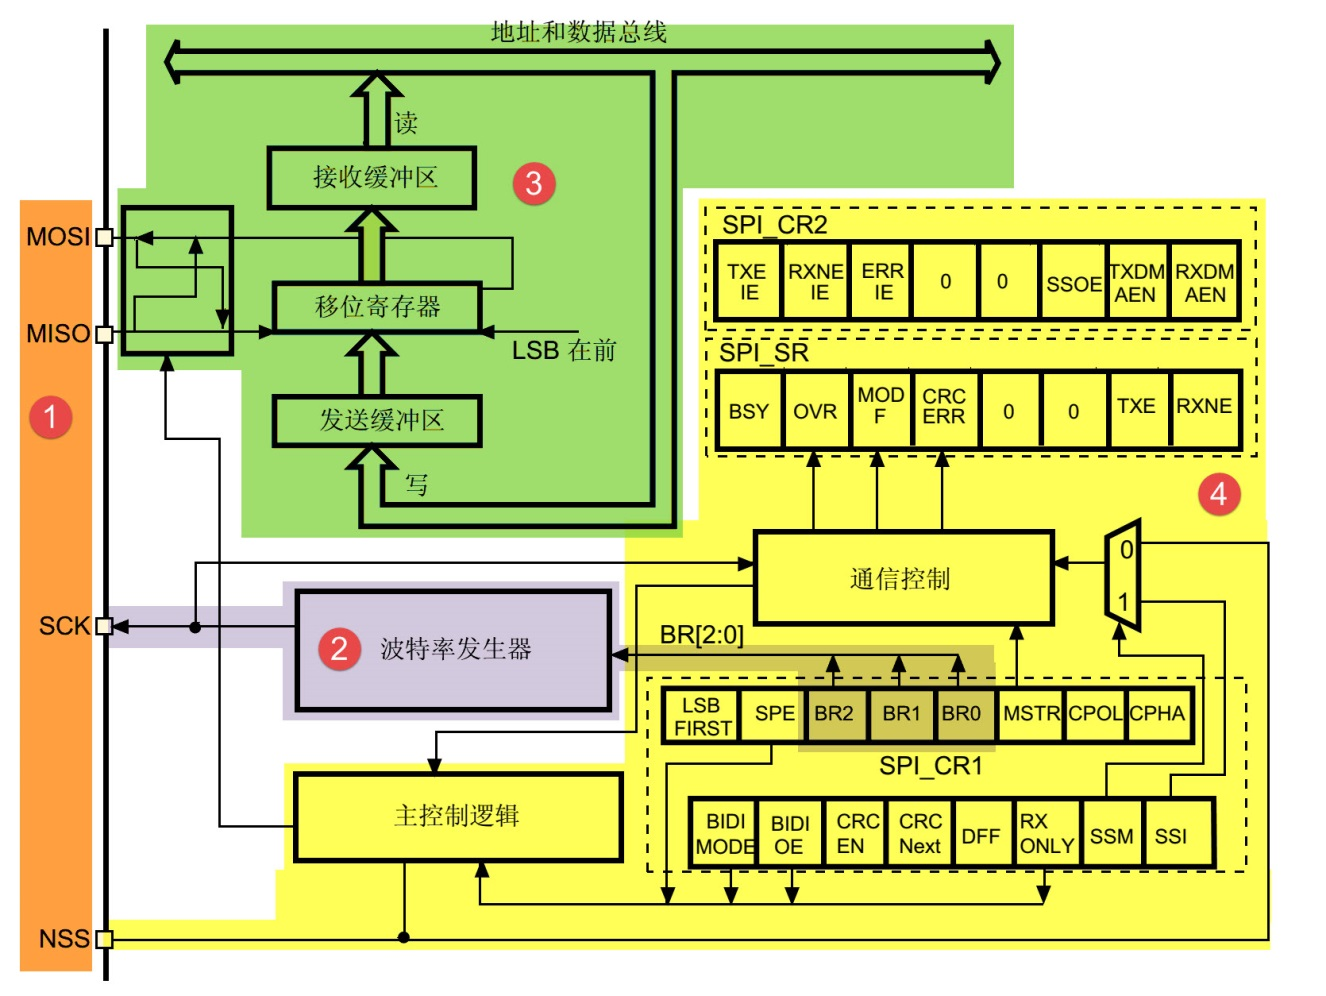 地址和数据总线
读
接收缓冲区
3
MOSI
移位寄存器
MISO
LSB 在前
1
发送缓冲区
写
SPI_CR2
TXE
IE
RXNE
IE
ERR
IE
0
0
SSOE
TXDM
AEN
RXDM
AEN
SPI_SR
BSY
OVR
MOD
F
CRC
ERR
0
0
TXE
RXNE
4
通信控制
0
1
SCK
2
波特率发生器
BR[2:0]
LSB
FIRST
SPE
BR2
BR1
BR0
MSTR
CPOL
CPHA
SPI_CR1
主控制逻辑
BIDI
MODE
BIDI
OE
CRC
EN
CRC
Next
DFF
RX
ONLY
SSM
SSI
NSS